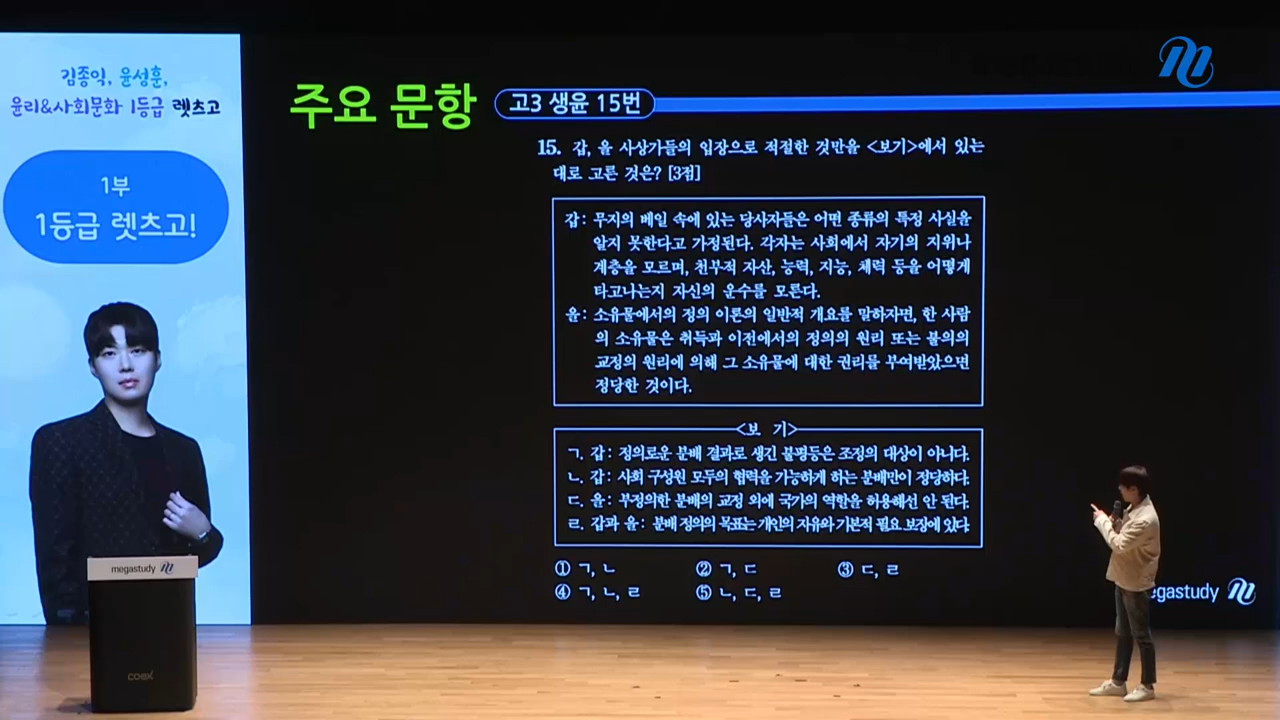 김종익, 윤성훈,
윤리&사회문화 1등급 렛츠고
1부
1등급 렛츠고!
주요 문항
고3 생윤 15번
15. 갑, 을 사상가들의 입장으로 적절한 것만을 <보기>에서 있는
대로 고른 것은? [3점]
갑: 무지의 베일 속에 있는 당사자들은 어떤 종류의 특정 사실을
알지 못한다고 가정된다. 각자는 사회에서 자기의 지위나
계층을 모르며, 천부적 자산, 능력, 지능, 체력 등을 어떻게
타고나는지 자신의 운수를 모른다.
을: 소유물에서의 정의 이론의 일반적 개요를 말하자면, 한 사람
의 소유물은 취득과 이전에서의 정의의 원리 또는 불의의
교정의 원리에 의해 그 소유물에 대한 권리를 부여받았으면
정당한 것이다.
<보 기>
ㄱ. 갑: 정의로운 분배 결과로 생긴 불평등은 조정의 대상이 아니다.
ㄴ. 갑: 사회 구성원 모두의 협력을 가능하게 하는 분배만이 정당하다.
ㄷ. 을: 부정의한 분배의 교정 외에 국가의 역할을 허용해선 안 된다.
ㄹ. 갑과 을: 분배 정의의 목표는 개인의 자유와 기본적 필요 보장에 있다
① ㄱ, ㄴ ② ㄱ, ㄷ ③ ㄷ, ㄹ
④ ㄱ, ㄴ, ㄹ ⑤ ㄴ, ㄷ, ㄹ
megastudy
egastudy
coex